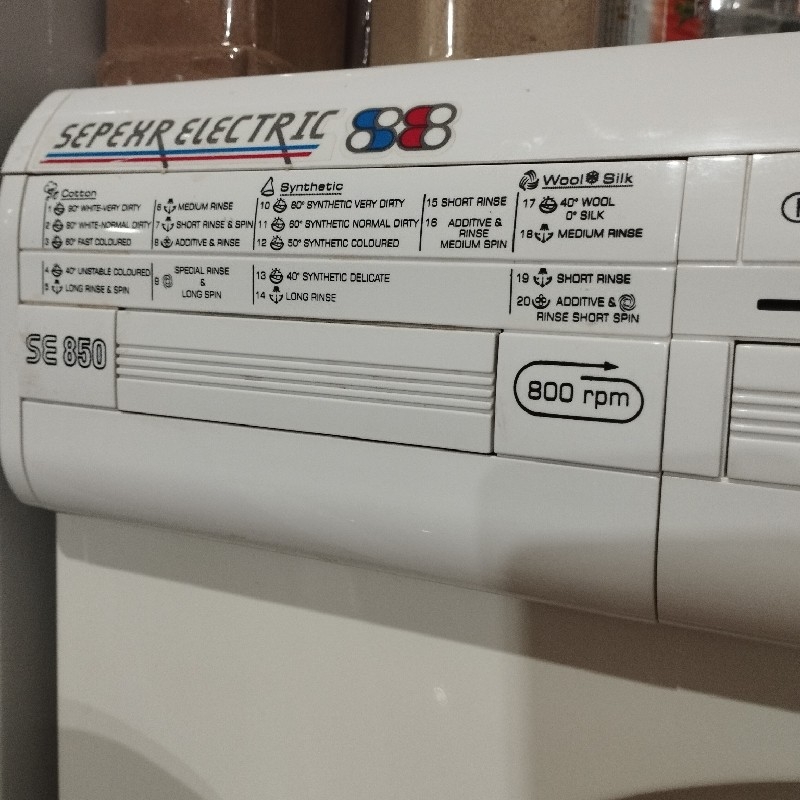 SEPEHR ELECTRIC
Cotton
1 90° WHITE-VERY DIRTY
2 90° WHITE-NORMAL DIRTY
3 60° FAST COLOURED
4 40° UNSTABLE COLOURED
5 LONG RINSE & SPIN
6 MEDIUM RINSE
7 SHORT RINSE & SPIN
8 ADDITIVE & RINSE
9 SPECIAL RINSE
&
LONG SPIN
Synthetic
10 60° SYNTHETIC VERY DIRTY
11 60° SYNTHETIC NORMAL DIRTY
12 50° SYNTHETIC COLOURED
13 40° SYNTHETIC DELICATE
14 LONG RINSE
15 SHORT RINSE
16 ADDITIVE &
RINSE
MEDIUM SPIN
Wool Silk
17 40° WOOL
0° SILK
18 MEDIUM RINSE
19 SHORT RINSE
20 ADDITIVE &
RINSE SHORT SPIN
SE 850
800 rpm